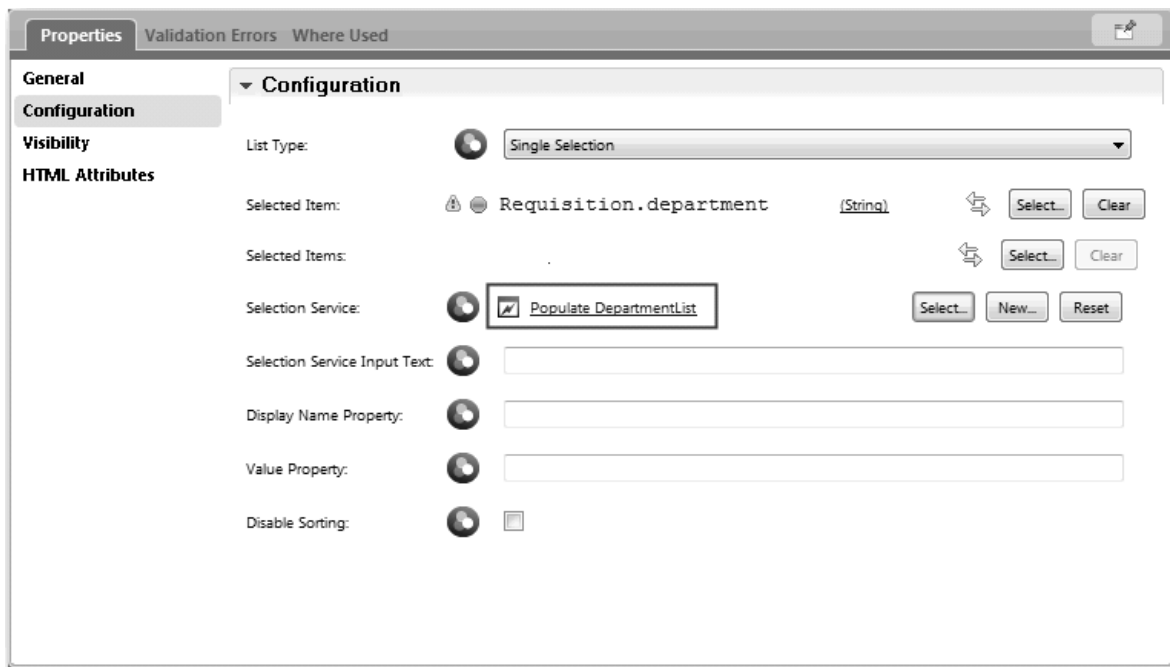 Properties Validation Errors Where Used
General
Configuration
Visibility
HTML Attributes
Configuration
List Type: Single Selection
Selected Item: Requisition.department (String) Select... Clear
Selected Items: Select... Clear
Selection Service: Populate DepartmentList Select... New... Reset
Selection Service Input Text:
Display Name Property:
Value Property:
Disable Sorting: